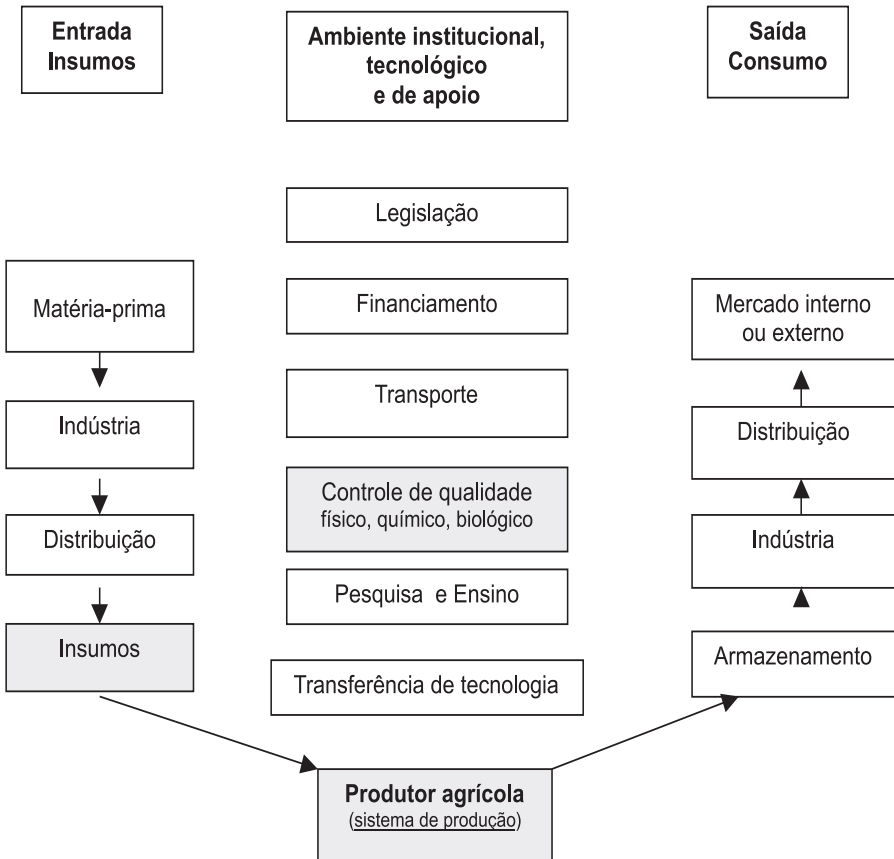 Entrada
Insumos
Ambiente institucional,
tecnológico
e de apoio
Saída
Consumo
Legislação
Matéria-prima
Financiamento
Mercado interno
ou externo
Transporte
Indústria
Distribuição
Controle de qualidade
físico, químico, biológico
Distribuição
Indústria
Pesquisa e Ensino
Insumos
Armazenamento
Transferência de tecnologia
Produtor agrícola
(sistema de produção)